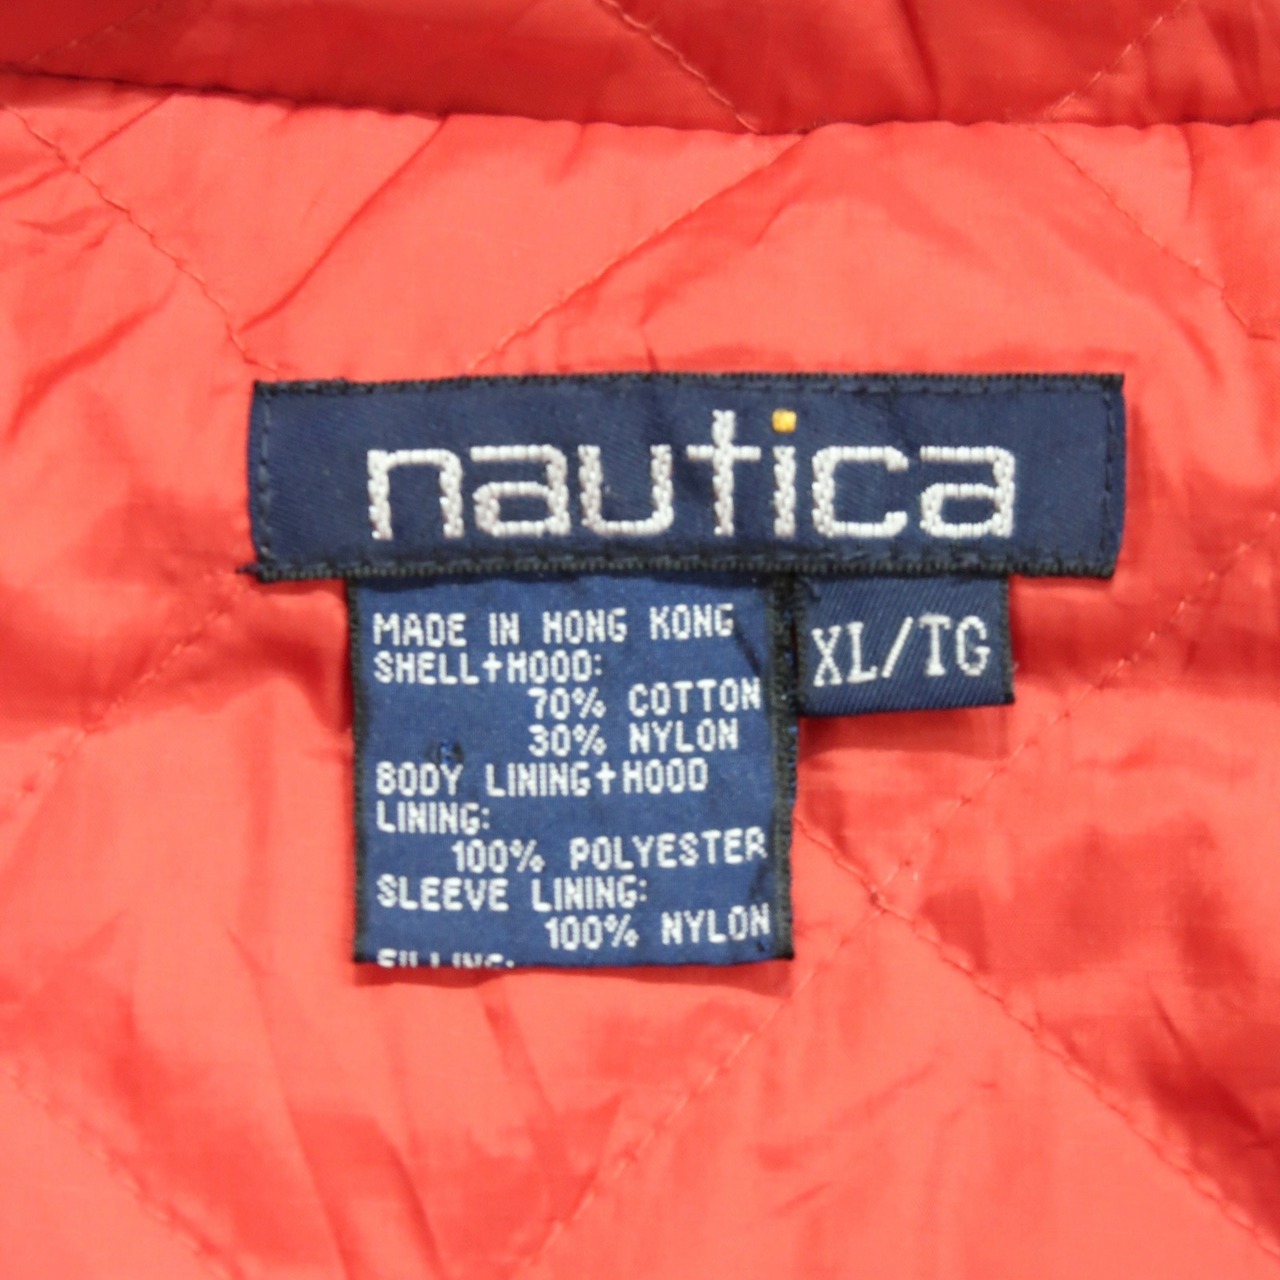 nautica
MADE IN HONG KONG
SHELL+HOOD:
70% COTTON
30% NYLON
BODY LINING+HOOD
LINING:
100% POLYESTER
SLEEVE LINING:
100% NYLON
FILLING:
XL/TG